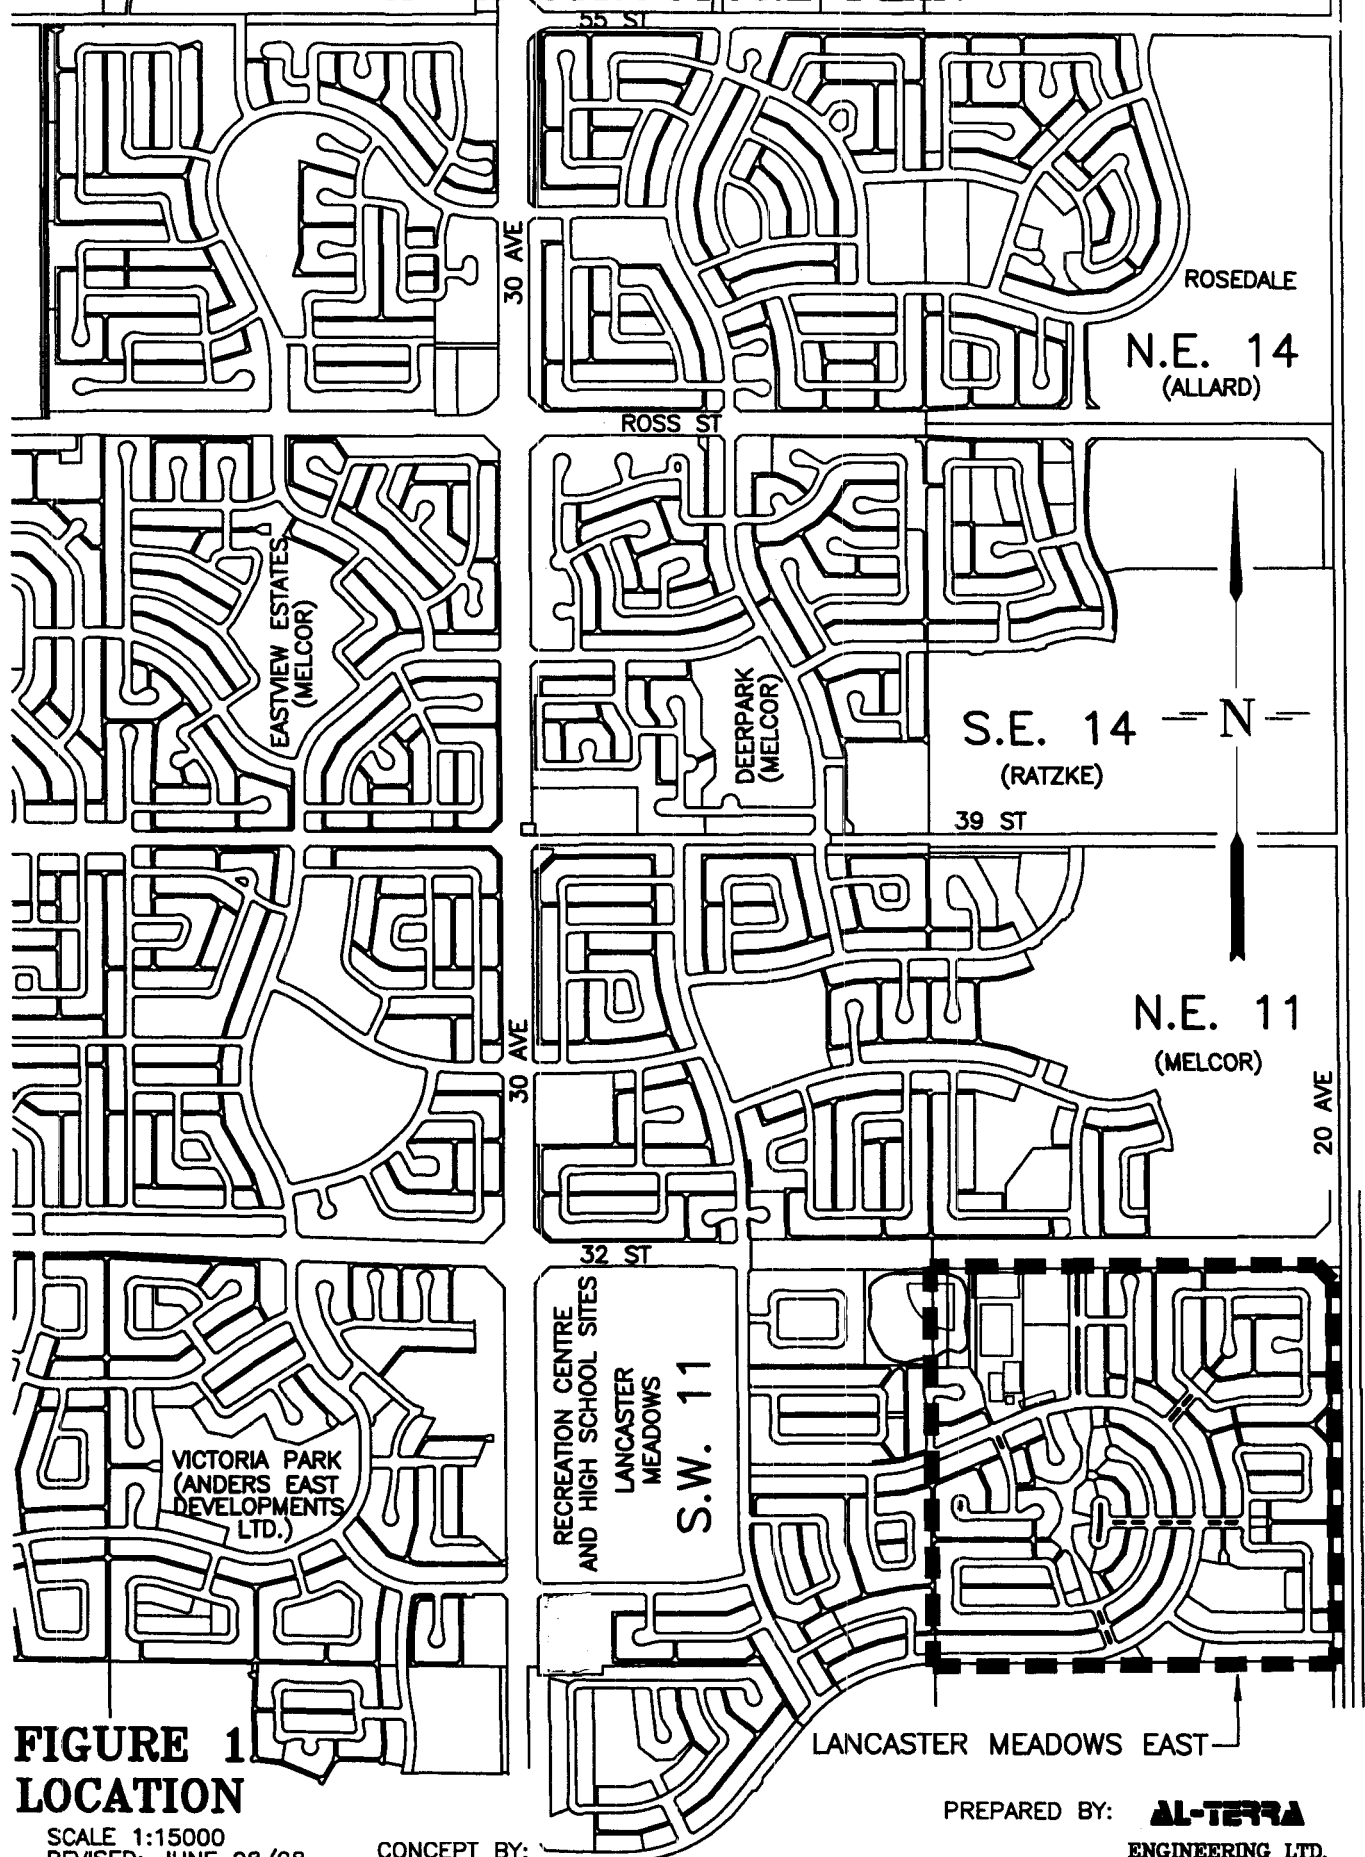 55 ST
30 AVE
ROSEDALE
N.E. 14
(ALLARD)
ROSS ST
EASTVIEW ESTATES
(MELCOR)
DEERPARK
(MELCOR)
S.E. 14
(RATZKE)
N
39 ST
N.E. 11
(MELCOR)
30 AVE
20 AVE
32 ST
RECREATION CENTRE
AND HIGH SCHOOL SITES
LANCASTER
MEADOWS
S.W. 11
VICTORIA PARK
(ANDERS EAST
DEVELOPMENTS
LTD.)
LANCASTER MEADOWS EAST
FIGURE 1
LOCATION
SCALE 1:15000
REVISED: JUNE
CONCEPT BY:
PREPARED BY:
AL-TERRA
ENGINEERING LTD.